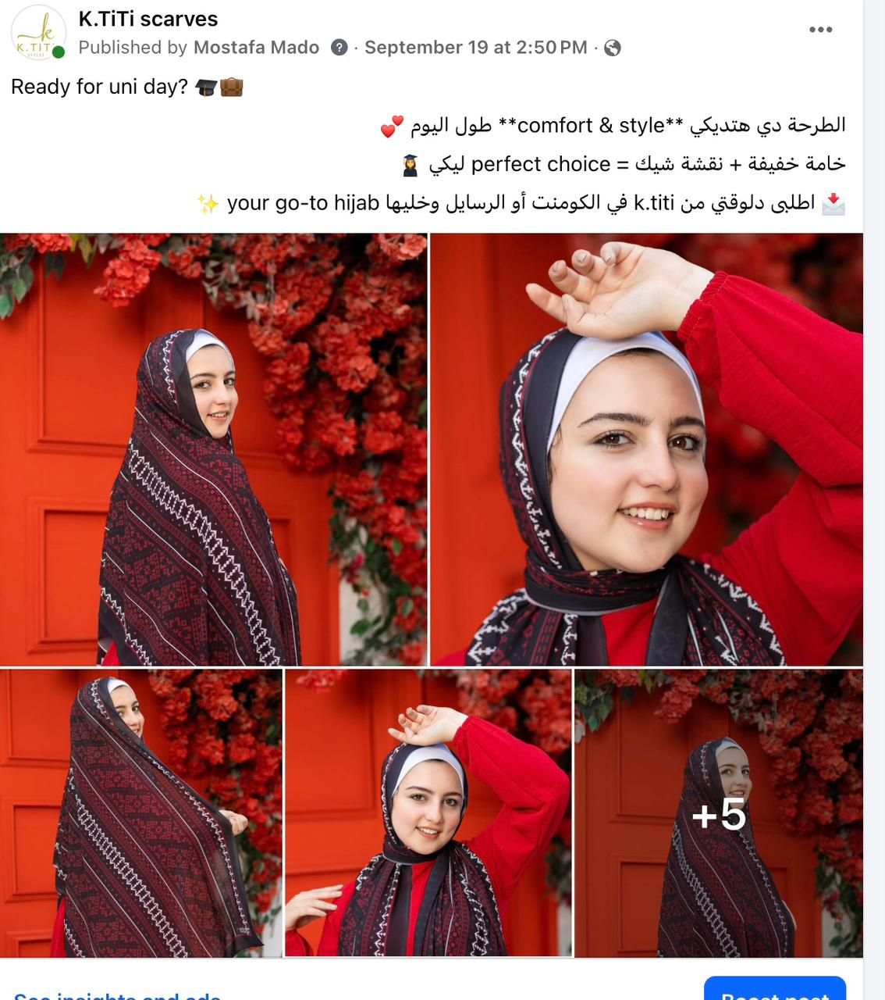 K.TiTi scarves
Published by Mostafa Mado · September 19 at 2:50 PM ·
Ready for uni day? 🎓💼
الطرحة دي هتديكي **comfort & style** طول اليوم 💕
خامة خفيفة + نقشة شيك = perfect choice ليكي 👩‍🎓
📩 اطلبى دلوقتي من k.titi في الكومنت أو الرسايل وخليها your go-to hijab ✨
+5
See insights and ads
Boost post
k
K.TiTi
STYLES